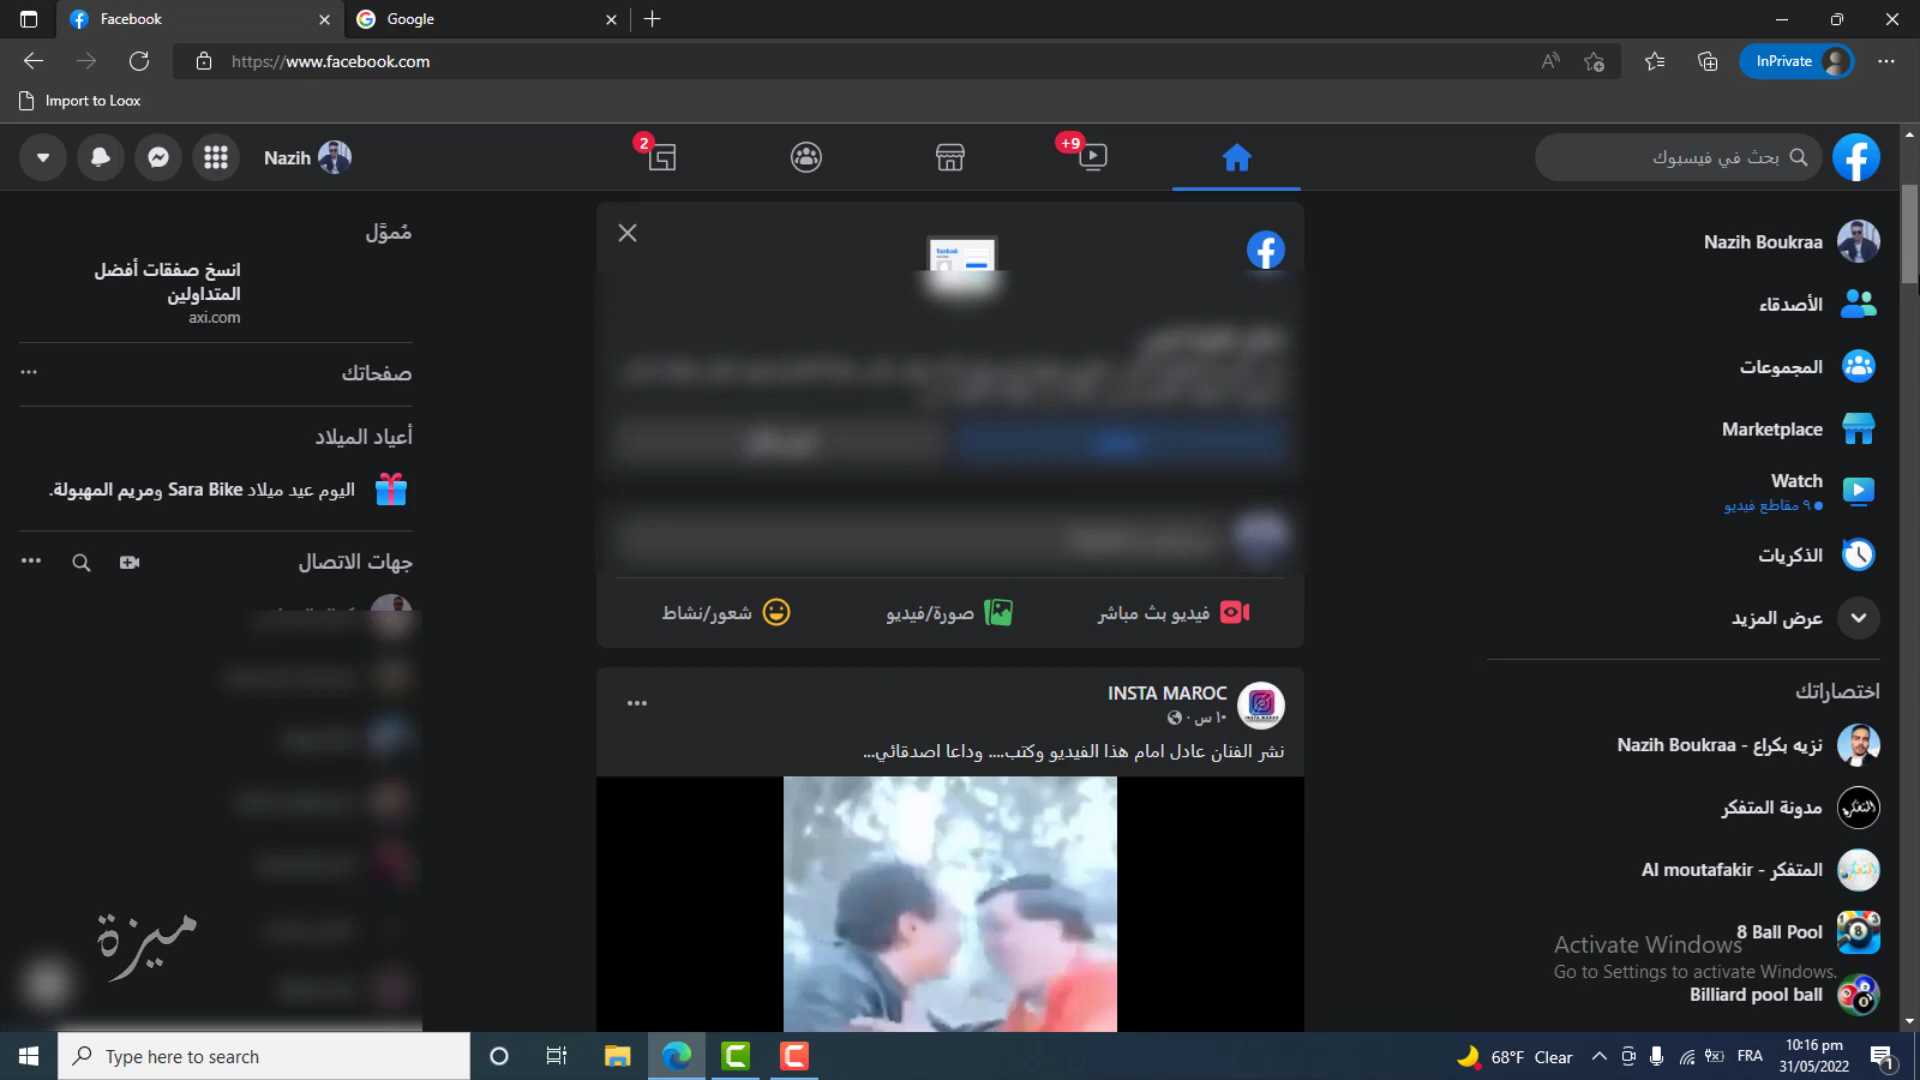 Facebook
Google
https://www.facebook.com
InPrivate
Import to Loox
Nazih
2
+9
بحث في فيسبوك
مُموَّل
انسخ صفقات أفضل
المتداولين
axi.com
صفحاتك
أعياد الميلاد
اليوم عيد ميلاد Sara Bike ومريم المهبولة.
جهات الاتصال
فيديو بث مباشر
صورة/فيديو
شعور/نشاط
INSTA MAROC
١٠ س ·
نشر الفنان عادل امام هذا الفيديو وكتب.... وداعا اصدقائي...
Nazih Boukraa
الأصدقاء
المجموعات
Marketplace
Watch
٩ مقاطع فيديو
الذكريات
عرض المزيد
اختصاراتك
نزيه بكراع - Nazih Boukraa
مدونة المتفكر
المتفكر - Al moutafakir
8 Ball Pool
Billiard pool ball
Activate Windows
Go to Settings to activate Windows.
ميزة
Type here to search
68°F Clear
FRA
10:16 pm
31/05/2022
1